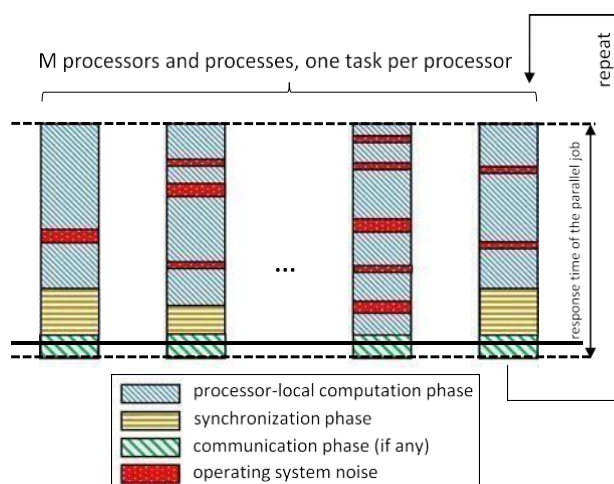 M processors and processes, one task per processor
repeat
response time of the parallel job
...
processor-local computation phase
synchronization phase
communication phase (if any)
operating system noise